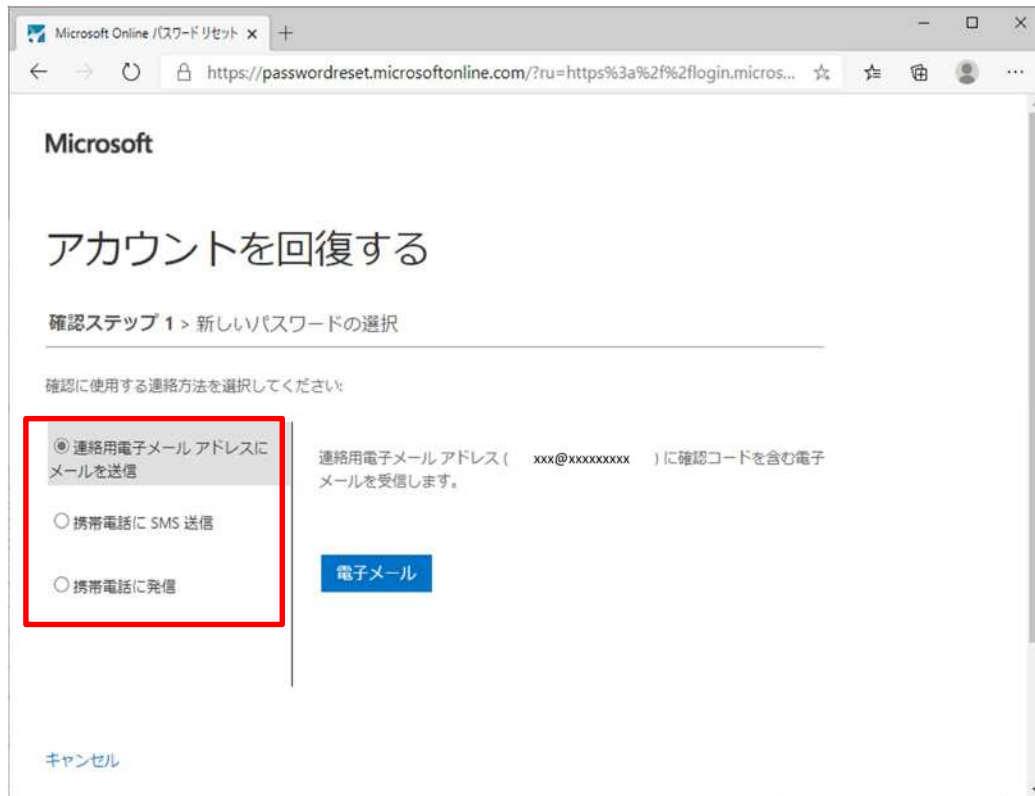 Microsoft Online パスワード リセット
https://passwordreset.microsoftonline.com/?ru=https%3a%2f%2flogin.micros...
Microsoft
アカウントを回復する
確認ステップ 1 > 新しいパスワードの選択
確認に使用する連絡方法を選択してください:
連絡用電子メール アドレスに
メールを送信
携帯電話に SMS 送信
携帯電話に発信
連絡用電子メール アドレス ( xxx@xxxxxxxxx ) に確認コードを含む電子
メールを受信します。
電子メール
キャンセル